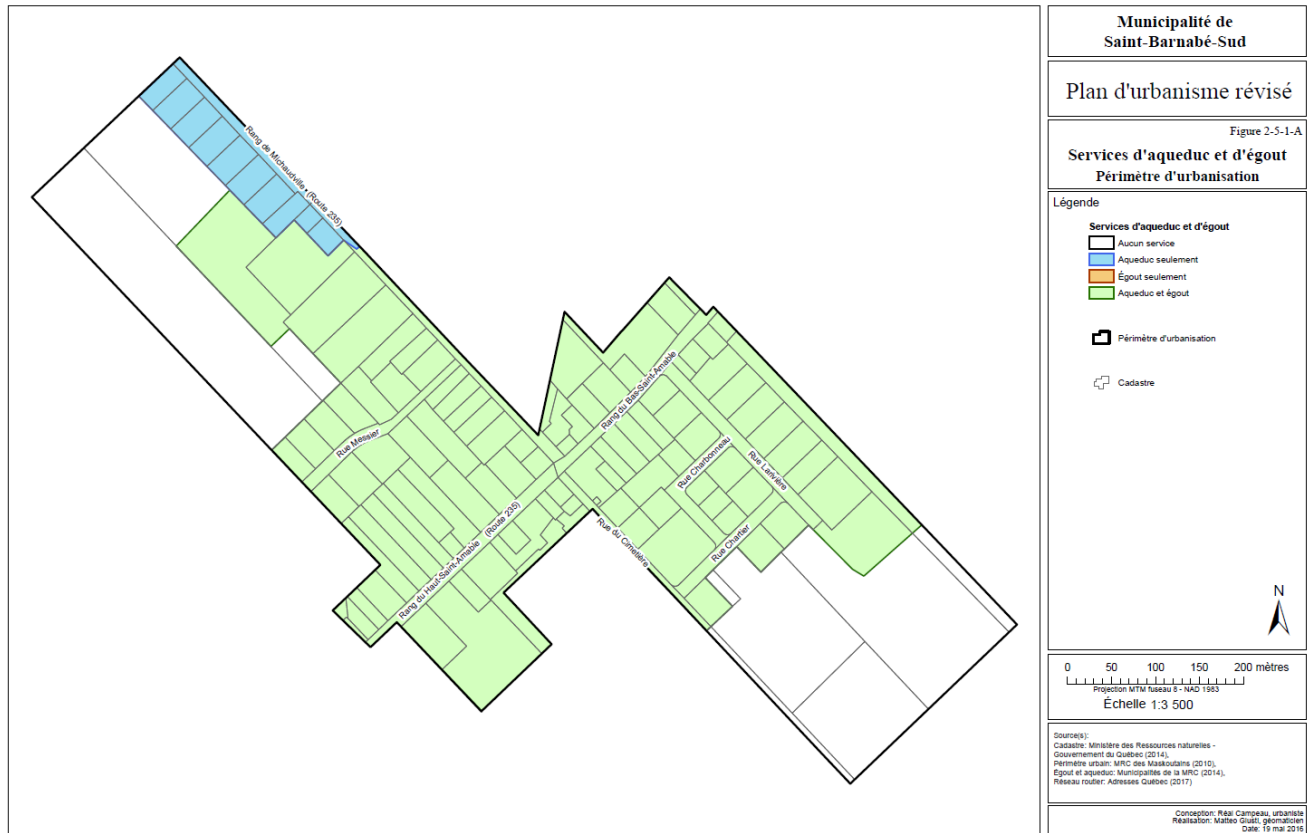 Municipalité de
Saint-Barnabé-Sud
Plan d'urbanisme révisé
Figure 2-5-1-A
Services d'aqueduc et d'égout
Périmètre d'urbanisation
Légende
Services d'aqueduc et d'égout
Aucun service
Aqueduc seulement
Égout seulement
Aqueduc et égout
Périmètre d'urbanisation
Cadastre
N
0 50 100 150 200 mètres
Projection MTM fuseau 8 - NAD 1983
Échelle 1:3 500
Source(s):
Cadastre: Ministère des Ressources naturelles -
Gouvernement du Québec (2014),
Périmètre urbain: MRC des Maskoutains (2010),
Égout et aqueduc: Municipalités de la MRC (2014),
Réseau routier: Adresses Québec (2017)
Conception: Réal Campeau, urbaniste
Réalisation: Matteo Giusti, géomaticien
Date: 19 mai 2016
Rang de Michaudville (Route 235)
Rang du Bas-Saint-Amable
Rue Messier
Rue Charbonneau
Rue Larivière
Rang du Haut-Saint-Amable (Route 235)
Rue du Cimetière
Rue Chartier